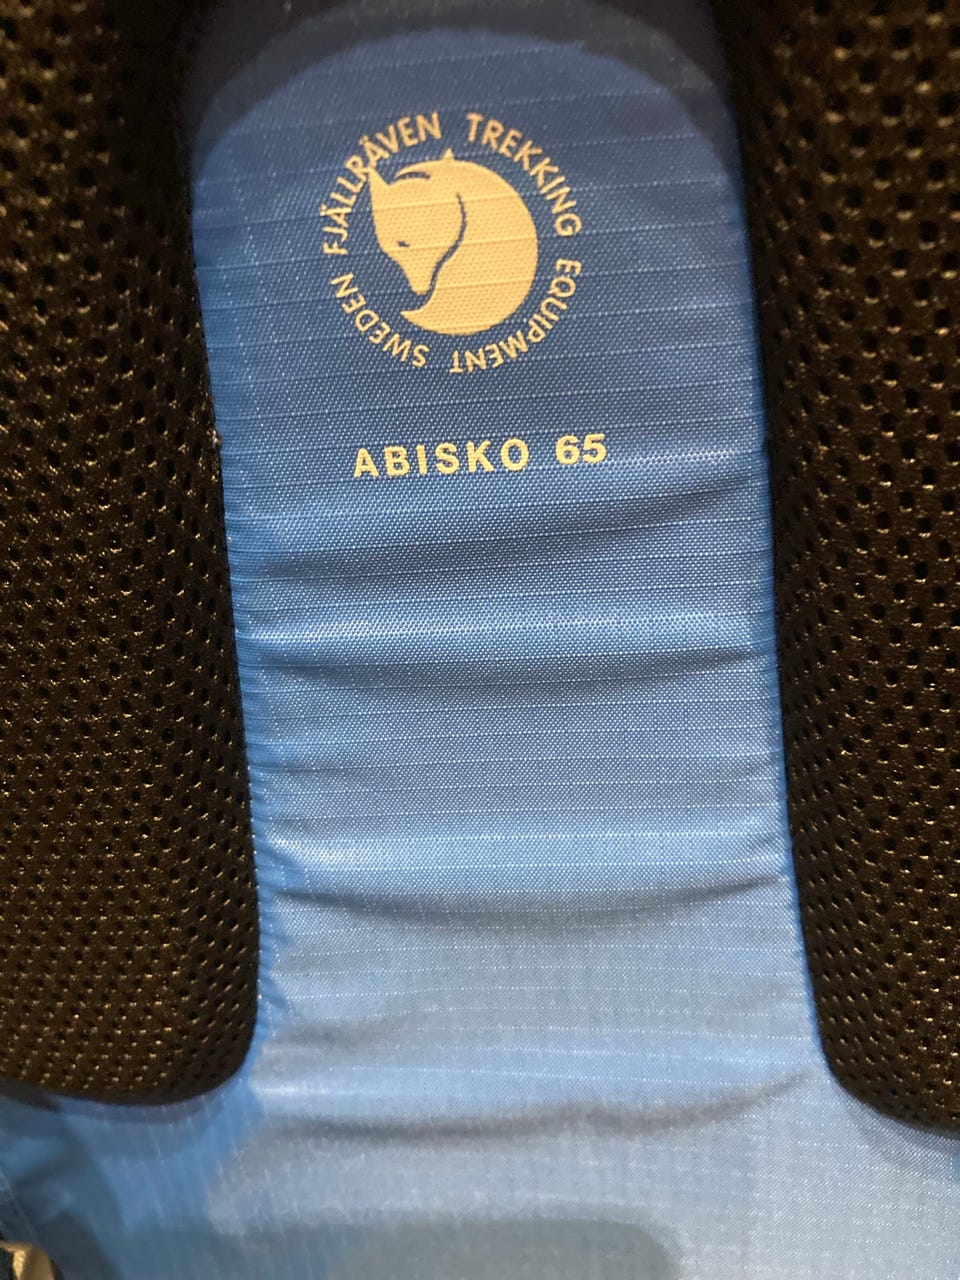 FJÄLLRÄVEN TREKKING EQUIPMENT SWEDEN
ABISKO 65